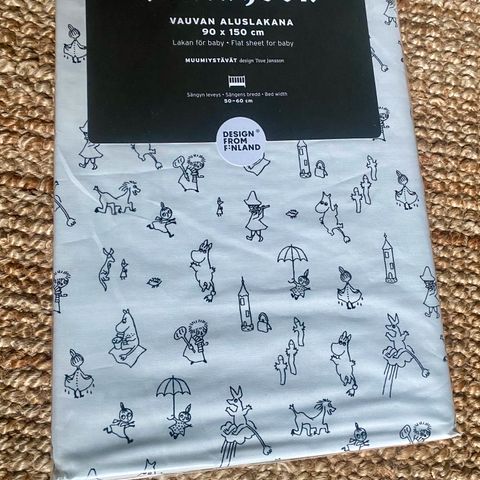 VAUVAN ALUSLAKANA
90 x 150 cm
Lakan för baby • Flat sheet for baby
MUUMIYSTÄVÄT design Tove Jansson
Sängyn leveys • Sängens bredd • Bed width
50–60 cm
DESIGN
FROM
FINLAND